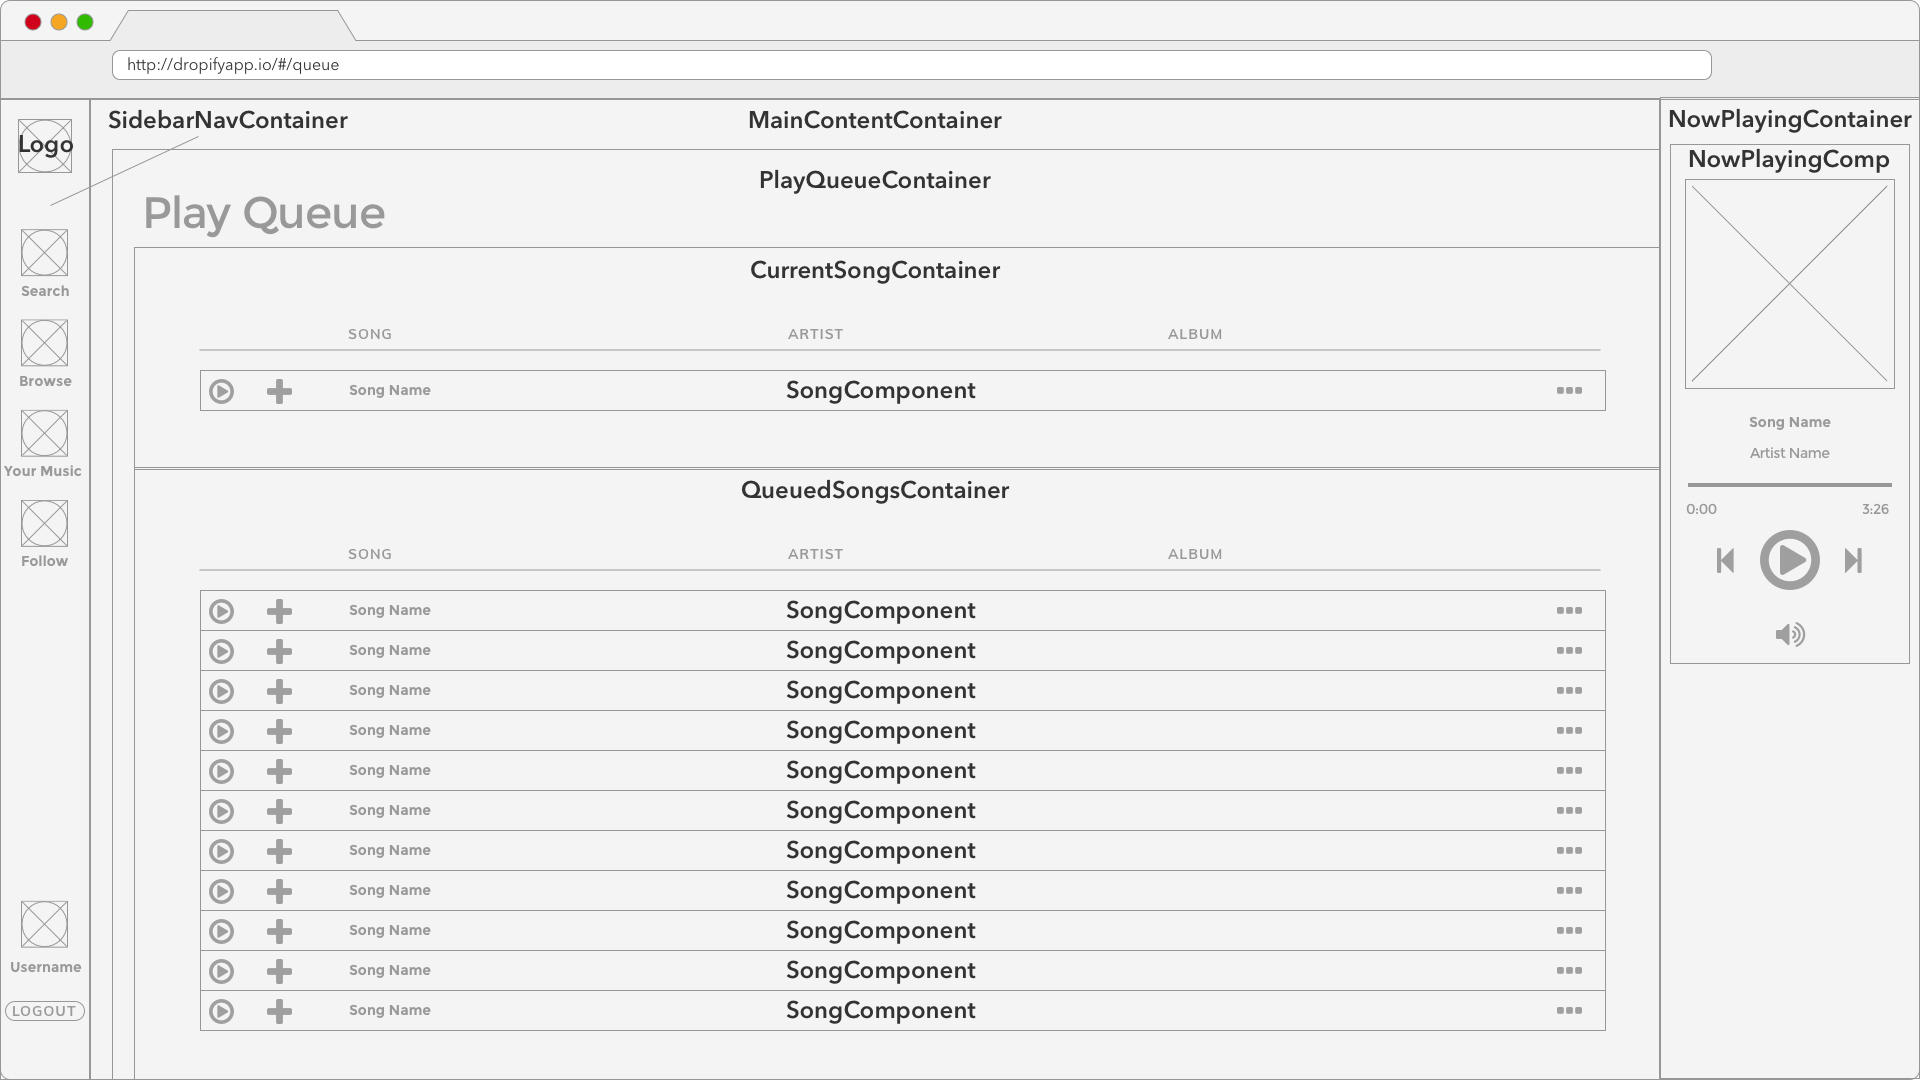 http://dropifyapp.io/#/queue
SidebarNavContainer
MainContentContainer
NowPlayingContainer
Logo
Search
Browse
Your Music
Follow
Username
LOGOUT
PlayQueueContainer
Play Queue
CurrentSongContainer
SONG ARTIST ALBUM
Song Name SongComponent
QueuedSongsContainer
SONG ARTIST ALBUM
Song Name SongComponent
Song Name SongComponent
Song Name SongComponent
Song Name SongComponent
Song Name SongComponent
Song Name SongComponent
Song Name SongComponent
Song Name SongComponent
Song Name SongComponent
Song Name SongComponent
Song Name SongComponent
NowPlayingComp
Song Name
Artist Name
0:00 3:26